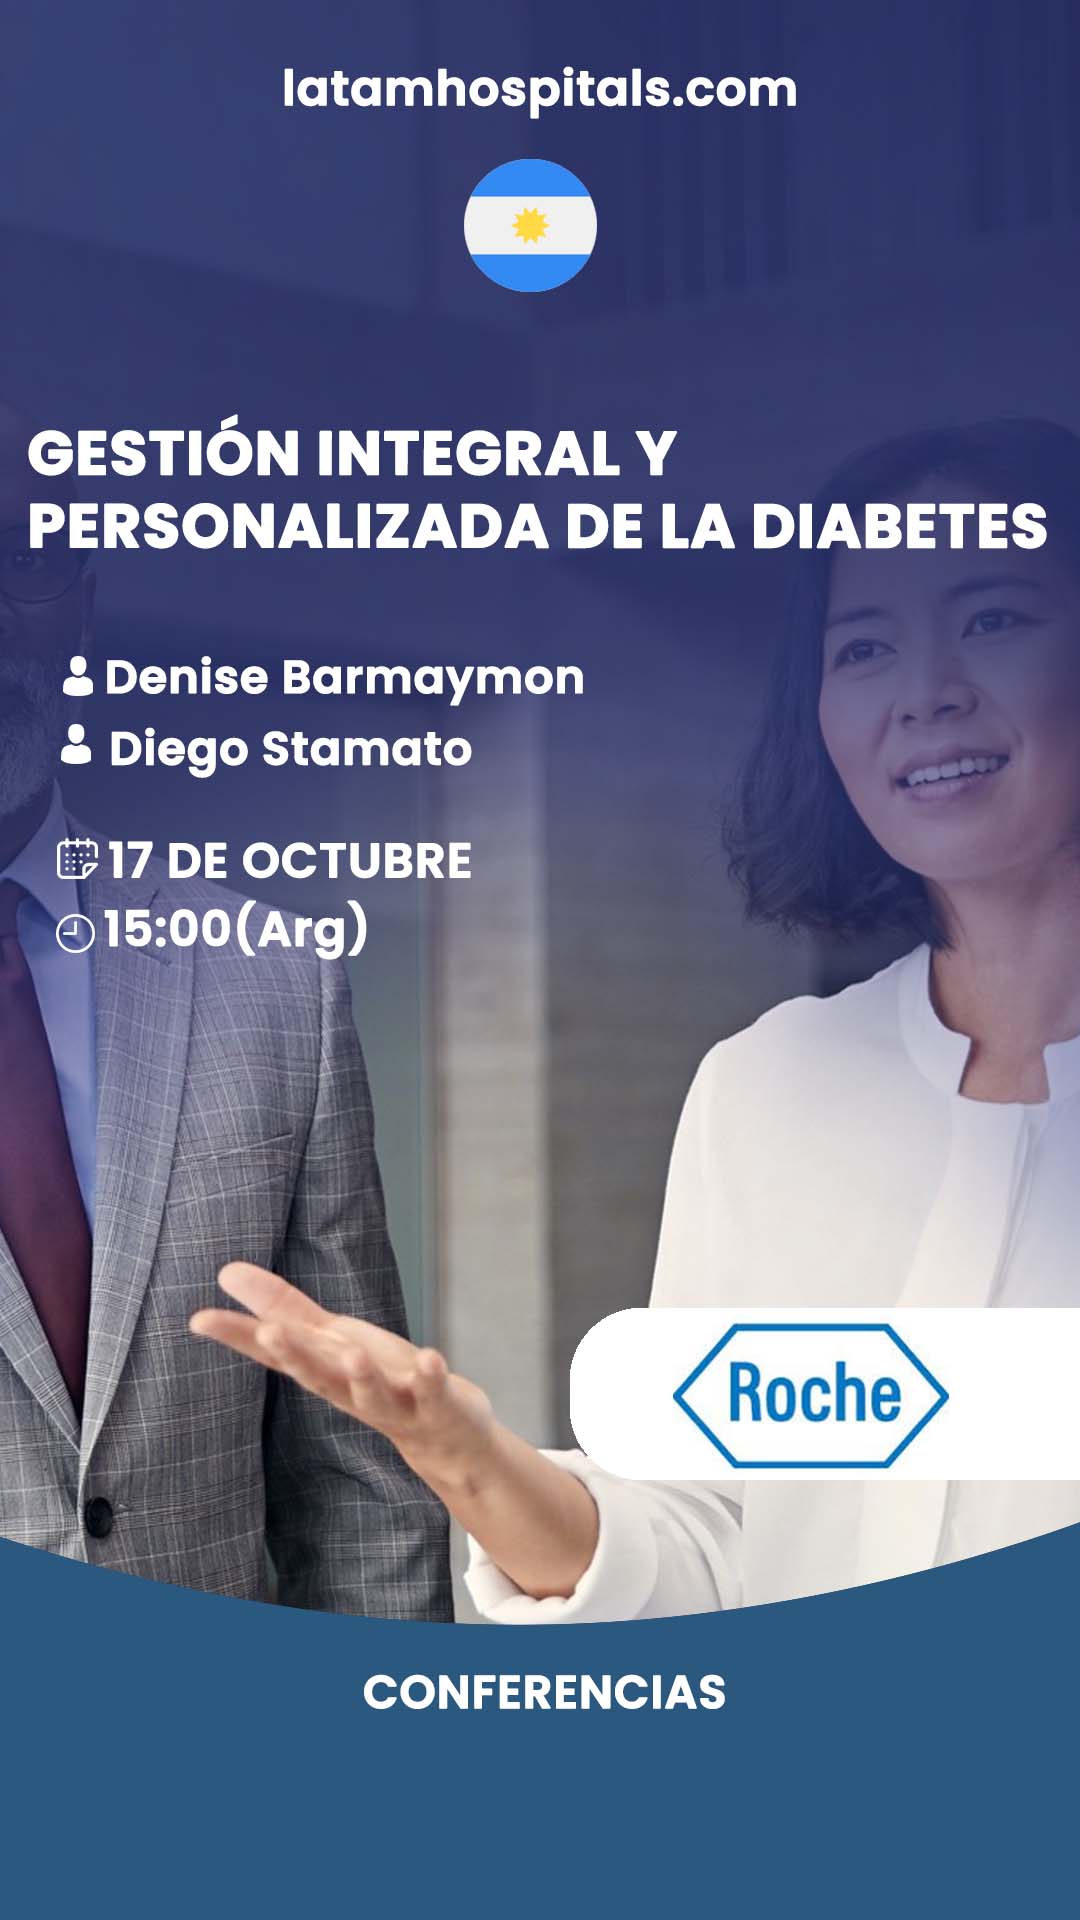 latamhospitals.com
GESTIÓN INTEGRAL Y
PERSONALIZADA DE LA DIABETES
Denise Barmaymon
Diego Stamato
17 DE OCTUBRE
15:00(Arg)
Roche
CONFERENCIAS